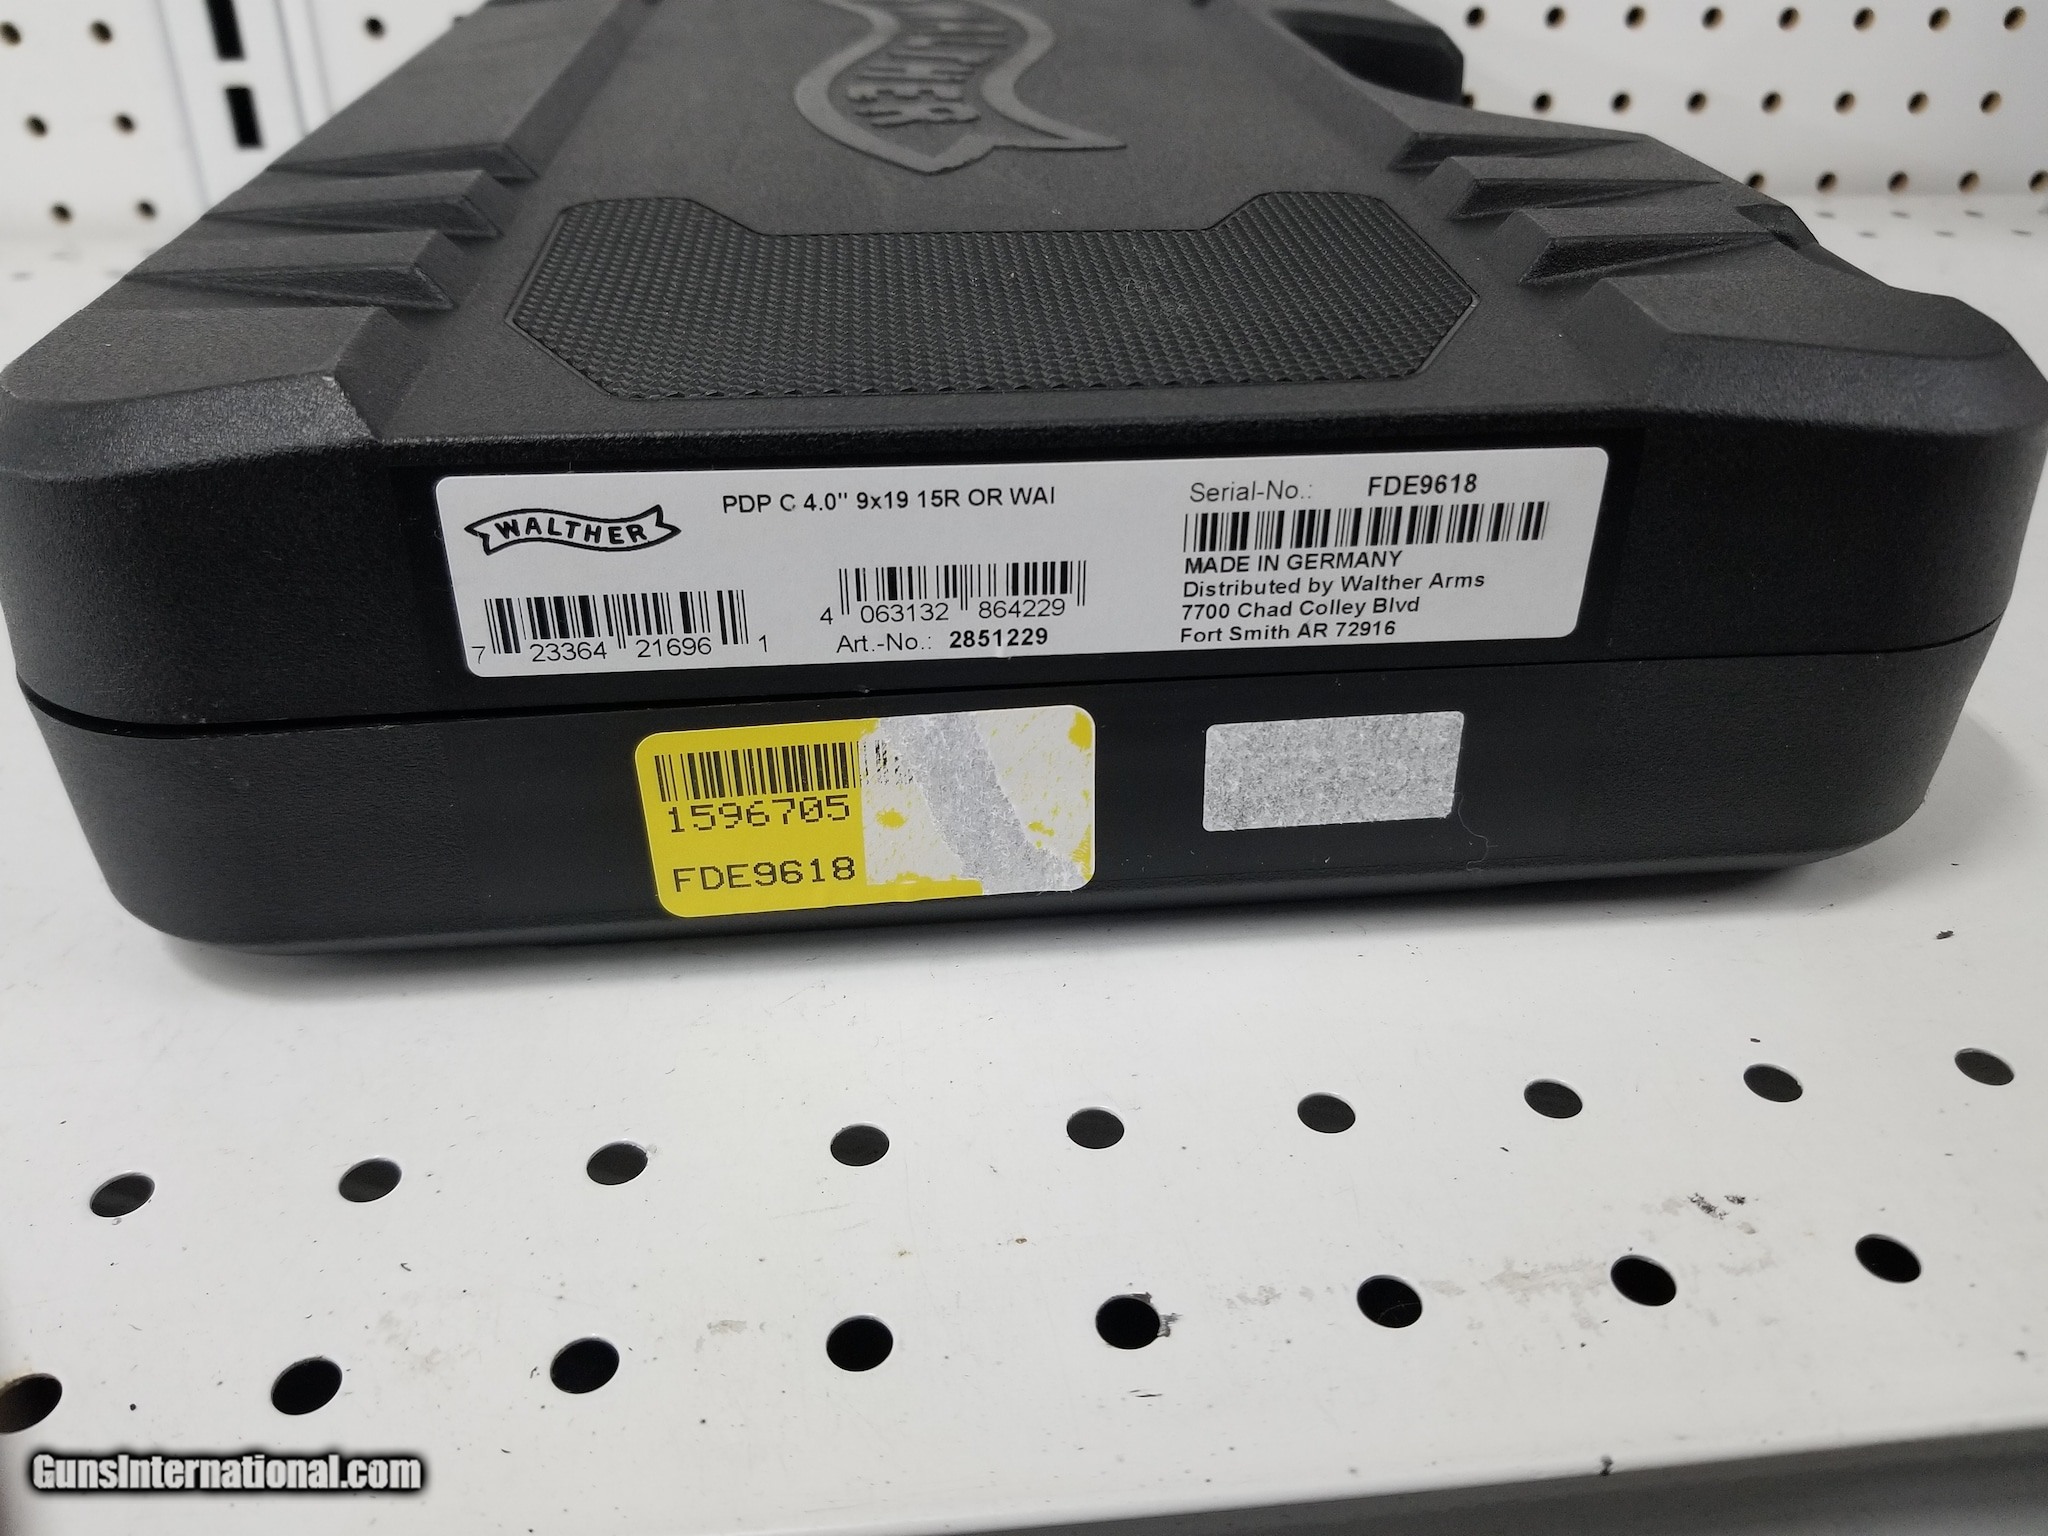 WALTHER
WALTHER
PDP C 4.0" 9x19 15R OR WAI
Serial-No.: FDE9618
MADE IN GERMANY
Distributed by Walther Arms
7700 Chad Colley Blvd
Fort Smith AR 72916
7 23364 21696 1
4 063132 864229
Art.-No.: 2851229
1596705
FDE9618
GunsInternational.com